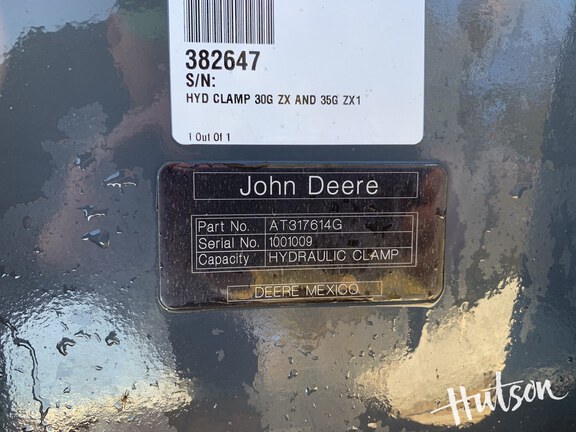 382647
S/N:
HYD CLAMP 30G ZX AND 35G ZX1
1 Out Of 1
John Deere
Part No. AT317614G
Serial No. 1001009
Capacity HYDRAULIC CLAMP
DEERE MEXICO
Hutson